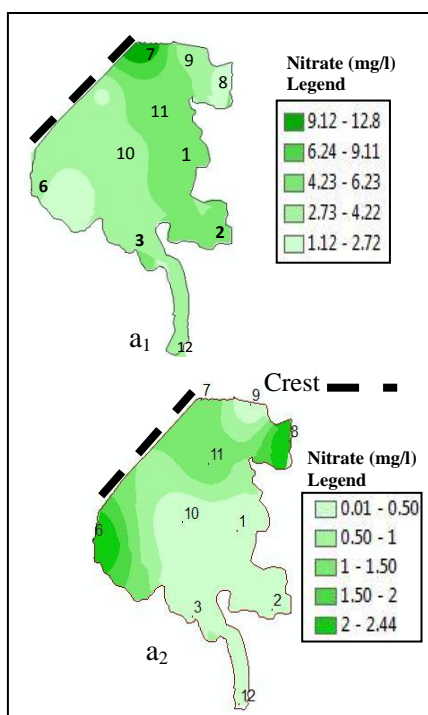 Nitrate (mg/l)
Legend
9.12 - 12.8
6.24 - 9.11
4.23 - 6.23
2.73 - 4.22
1.12 - 2.72
7
9
8
11
10
1
6
2
3
12
a1
Crest
7
9
8
11
6
10
1
3
2
12
a2
Nitrate (mg/l)
Legend
0.01 - 0.50
0.50 - 1
1 - 1.50
1.50 - 2
2 - 2.44